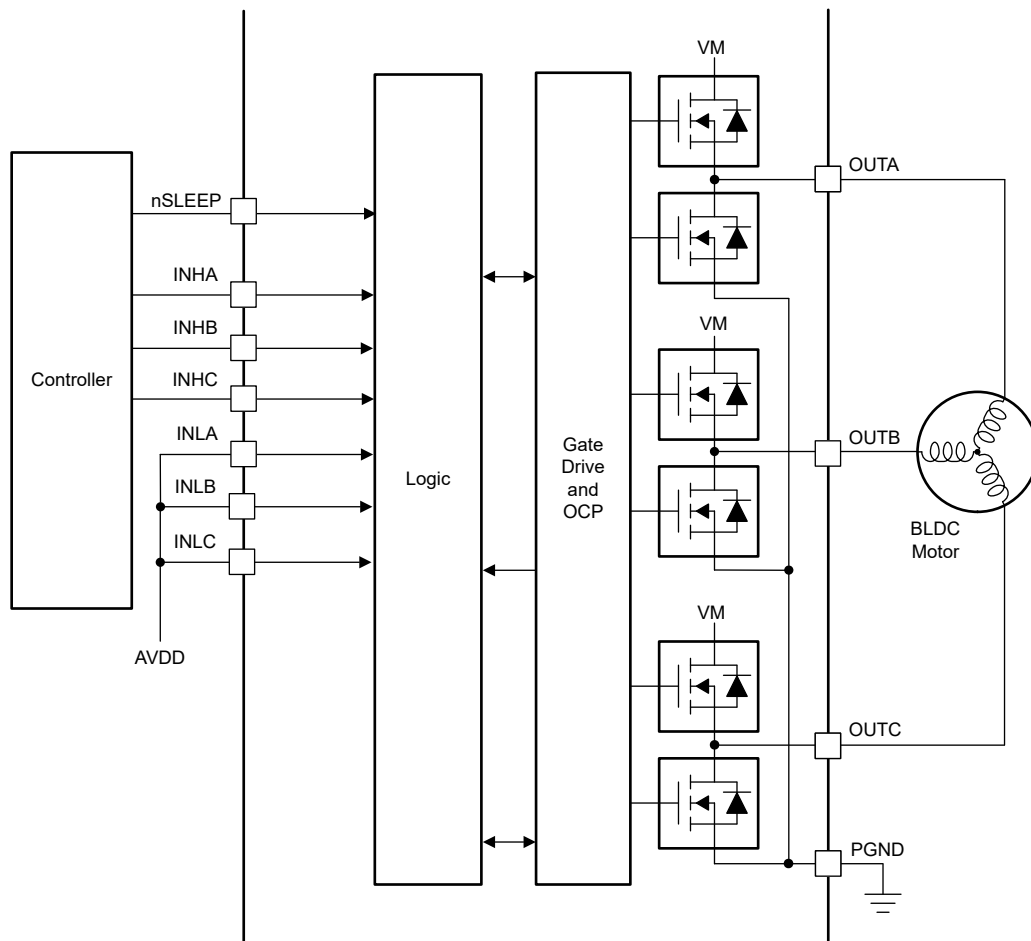 Controller
nSLEEP
INHA
INHB
INHC
INLA
INLB
INLC
AVDD
Logic
Gate
Drive
and
OCP
VM
VM
VM
OUTA
OUTB
OUTC
PGND
BLDC
Motor